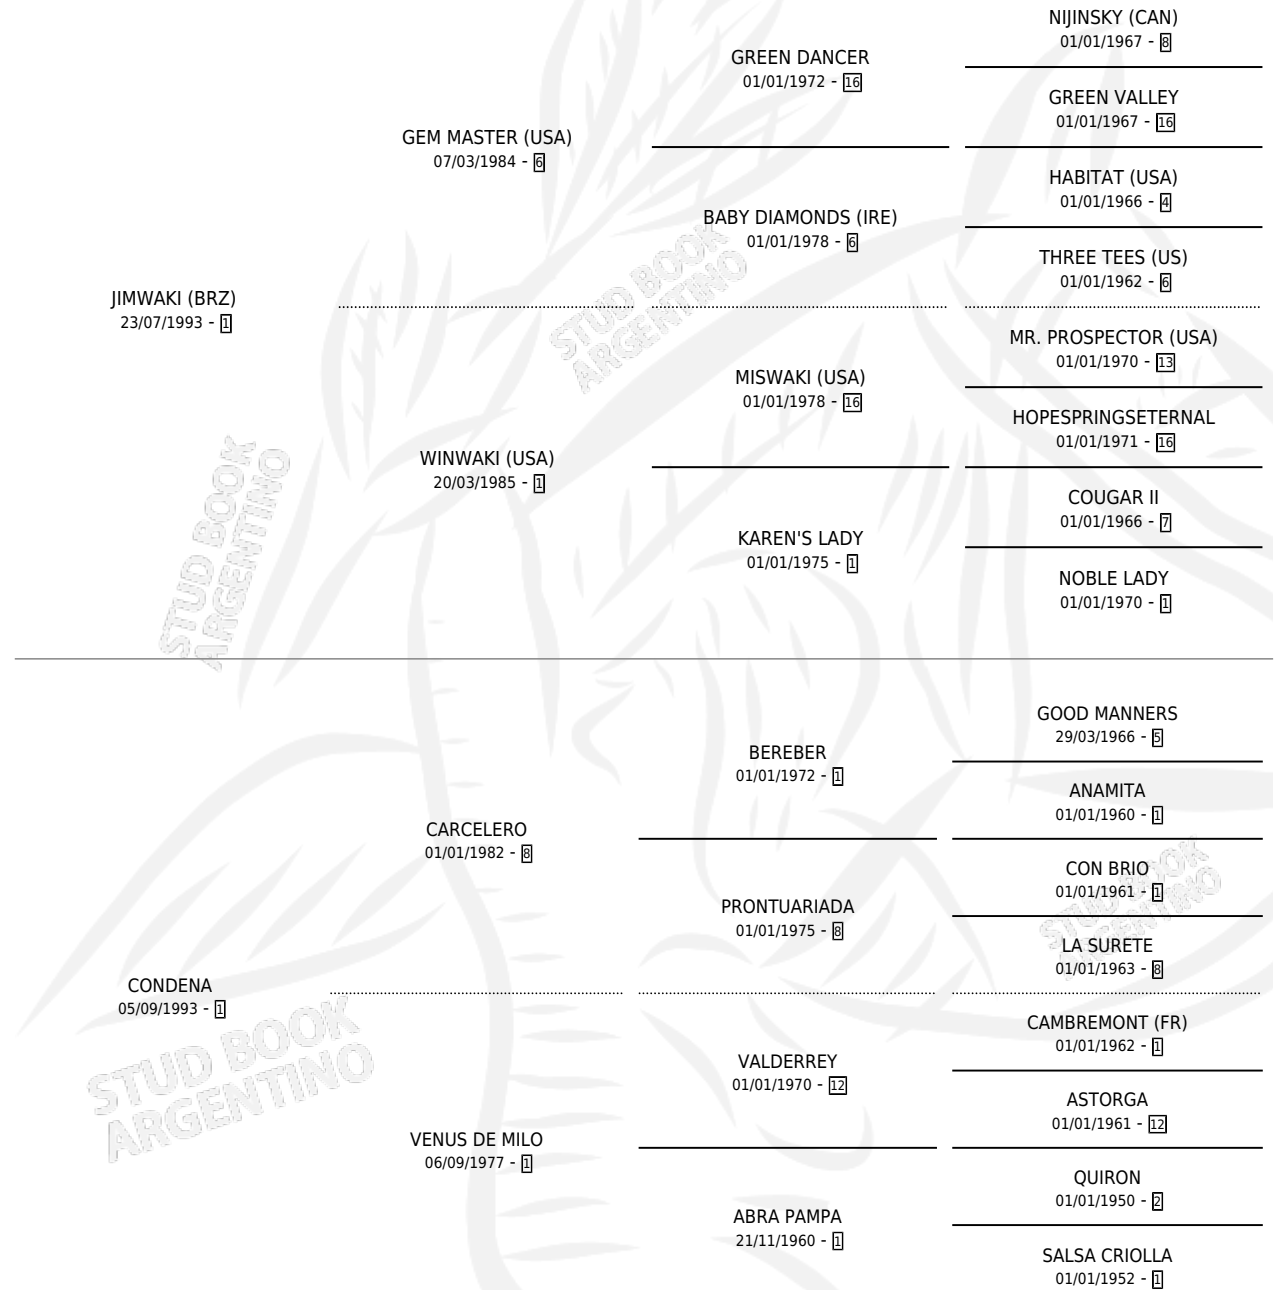 NIJINSKY (CAN)
01/01/1967 - 8
GREEN DANCER
01/01/1972 - 16
GREEN VALLEY
01/01/1967 - 16
GEM MASTER (USA)
07/03/1984 - 6
HABITAT (USA)
01/01/1966 - 4
BABY DIAMONDS (IRE)
01/01/1978 - 6
THREE TEES (US)
01/01/1962 - 6
JIMWAKI (BRZ)
23/07/1993 - 1
MR. PROSPECTOR (USA)
01/01/1970 - 13
MISWAKI (USA)
01/01/1978 - 16
HOPESPRINGSETERNAL
01/01/1971 - 16
WINWAKI (USA)
20/03/1985 - 1
COUGAR II
01/01/1966 - 7
KAREN'S LADY
01/01/1975 - 1
NOBLE LADY
01/01/1970 - 1
GOOD MANNERS
29/03/1966 - 5
BEREBER
01/01/1972 - 1
ANAMITA
01/01/1960 - 1
CARCELERO
01/01/1982 - 8
CON BRIO
01/01/1961 - 1
PRONTUARIADA
01/01/1975 - 8
LA SURETE
01/01/1963 - 8
CONDENA
05/09/1993 - 1
CAMBREMONT (FR)
01/01/1962 - 1
VALDERREY
01/01/1970 - 12
ASTORGA
01/01/1961 - 12
VENUS DE MILO
06/09/1977 - 1
QUIRON
01/01/1950 - 2
ABRA PAMPA
21/11/1960 - 1
SALSA CRIOLLA
01/01/1952 - 1
STUD BOOK
ARGENTINO
STUD BOOK
ARGENTINO
STUD BOOK
ARGENTINO
STUD BOOK
ARGENTINO